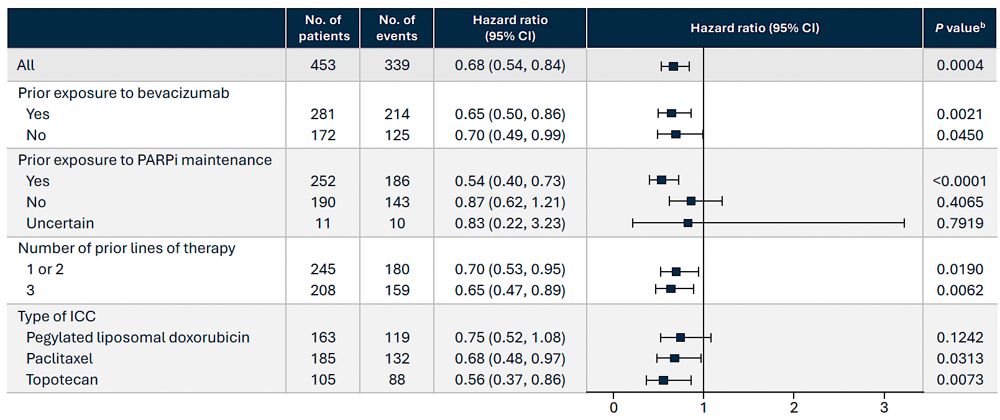 No. of patients No. of events Hazard ratio (95% CI) Hazard ratio (95% CI) P valueᵇ
All 453 339 0.68 (0.54, 0.84) 0.0004
Prior exposure to bevacizumab
Yes 281 214 0.65 (0.50, 0.86) 0.0021
No 172 125 0.70 (0.49, 0.99) 0.0450
Prior exposure to PARPi maintenance
Yes 252 186 0.54 (0.40, 0.73) <0.0001
No 190 143 0.87 (0.62, 1.21) 0.4065
Uncertain 11 10 0.83 (0.22, 3.23) 0.7919
Number of prior lines of therapy
1 or 2 245 180 0.70 (0.53, 0.95) 0.0190
3 208 159 0.65 (0.47, 0.89) 0.0062
Type of ICC
Pegylated liposomal doxorubicin 163 119 0.75 (0.52, 1.08) 0.1242
Paclitaxel 185 132 0.68 (0.48, 0.97) 0.0313
Topotecan 105 88 0.56 (0.37, 0.86) 0.0073
0 1 2 3